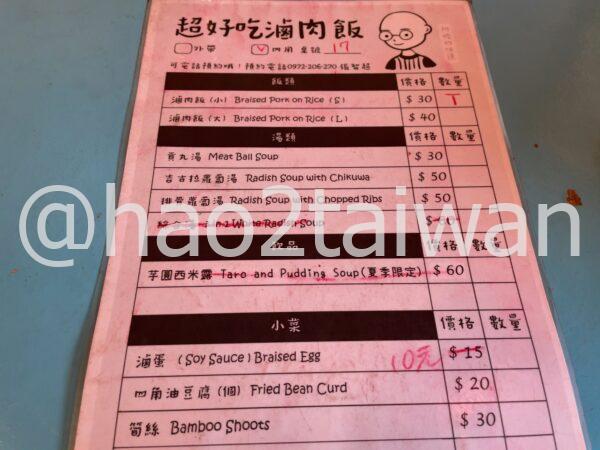 超好吃滷肉飯
外帶 V 內用 桌號 17
可電話預約哦！預約電話0972-206-270 張智超
飯類 價格 數量
滷肉飯(小) Braised Pork on Rice (S) $ 30 T
滷肉飯(大) Braised Pork on Rice (L) $ 40
湯類 價格 數量
貢丸湯 Meat Ball Soup $ 30
吉古拉蘿蔔湯 Radish Soup with Chikuwa $ 50
排骨蘿蔔湯 Radish Soup with Chopped Ribs $ 50
3 in 1 White Radish Soup
@hao2taiwan
品 價格 數量
芋圓西米露 Taro and Pudding Soup(夏季限定) $ 60
小菜 價格 數量
滷蛋 (Soy Sauce) Braised Egg 10元 $ 15
四角油豆腐(個) Fried Bean Curd $ 20
筍絲 Bamboo Shoots $ 30